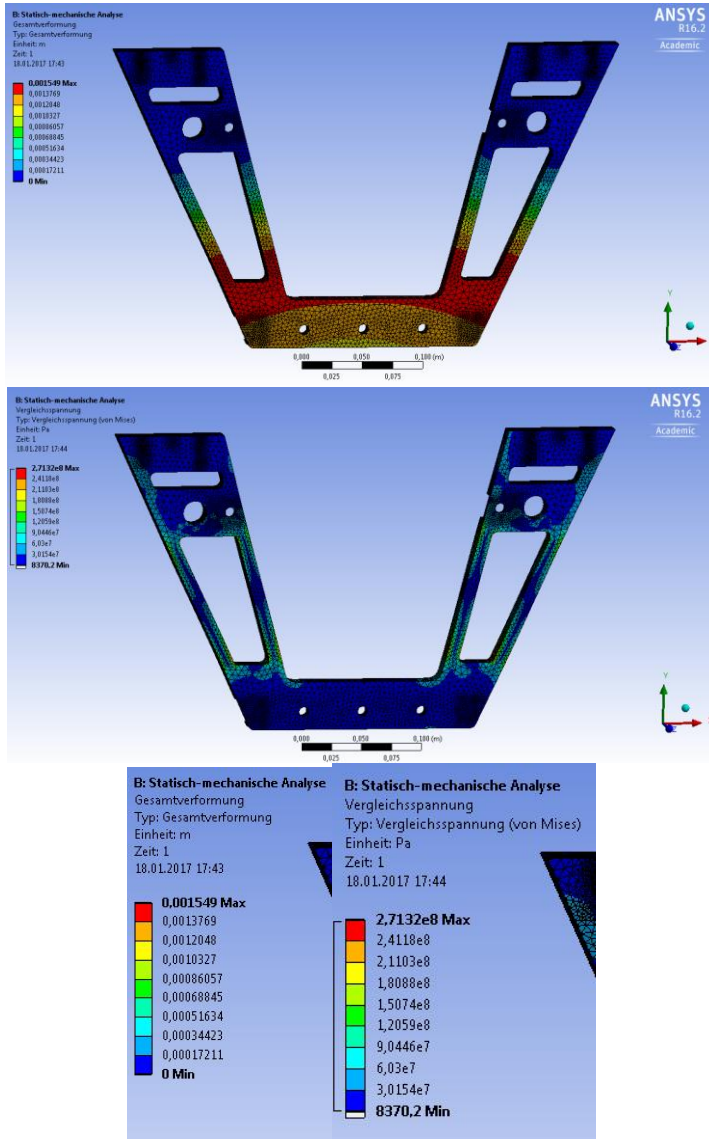 B: Statisch-mechanische Analyse
Gesamtverformung
Typ: Gesamtverformung
Einheit: m
Zeit: 1
18.01.2017 17:43
0,001549 Max
0,0013769
0,0012048
0,0010327
0,00086057
0,00068845
0,00051634
0,00034423
0,00017211
0 Min
ANSYS
R16.2
Academic
0,000 0,050 0,100 (m)
0,025 0,075
Y
B: Statisch-mechanische Analyse
Vergleichsspannung
Typ: Vergleichsspannung (von Mises)
Einheit: Pa
Zeit: 1
18.01.2017 17:44
2,7132e8 Max
2,4118e8
2,1103e8
1,8088e8
1,5074e8
1,2059e8
9,0446e7
6,03e7
3,0154e7
8370,2 Min
ANSYS
R16.2
Academic
0,000 0,050 0,100 (m)
0,025 0,075
Y
B: Statisch-mechanische Analyse
Gesamtverformung
Typ: Gesamtverformung
Einheit: m
Zeit: 1
18.01.2017 17:43
0,001549 Max
0,0013769
0,0012048
0,0010327
0,00086057
0,00068845
0,00051634
0,00034423
0,00017211
0 Min
B: Statisch-mechanische Analyse
Vergleichsspannung
Typ: Vergleichsspannung (von Mises)
Einheit: Pa
Zeit: 1
18.01.2017 17:44
2,7132e8 Max
2,4118e8
2,1103e8
1,8088e8
1,5074e8
1,2059e8
9,0446e7
6,03e7
3,0154e7
8370,2 Min